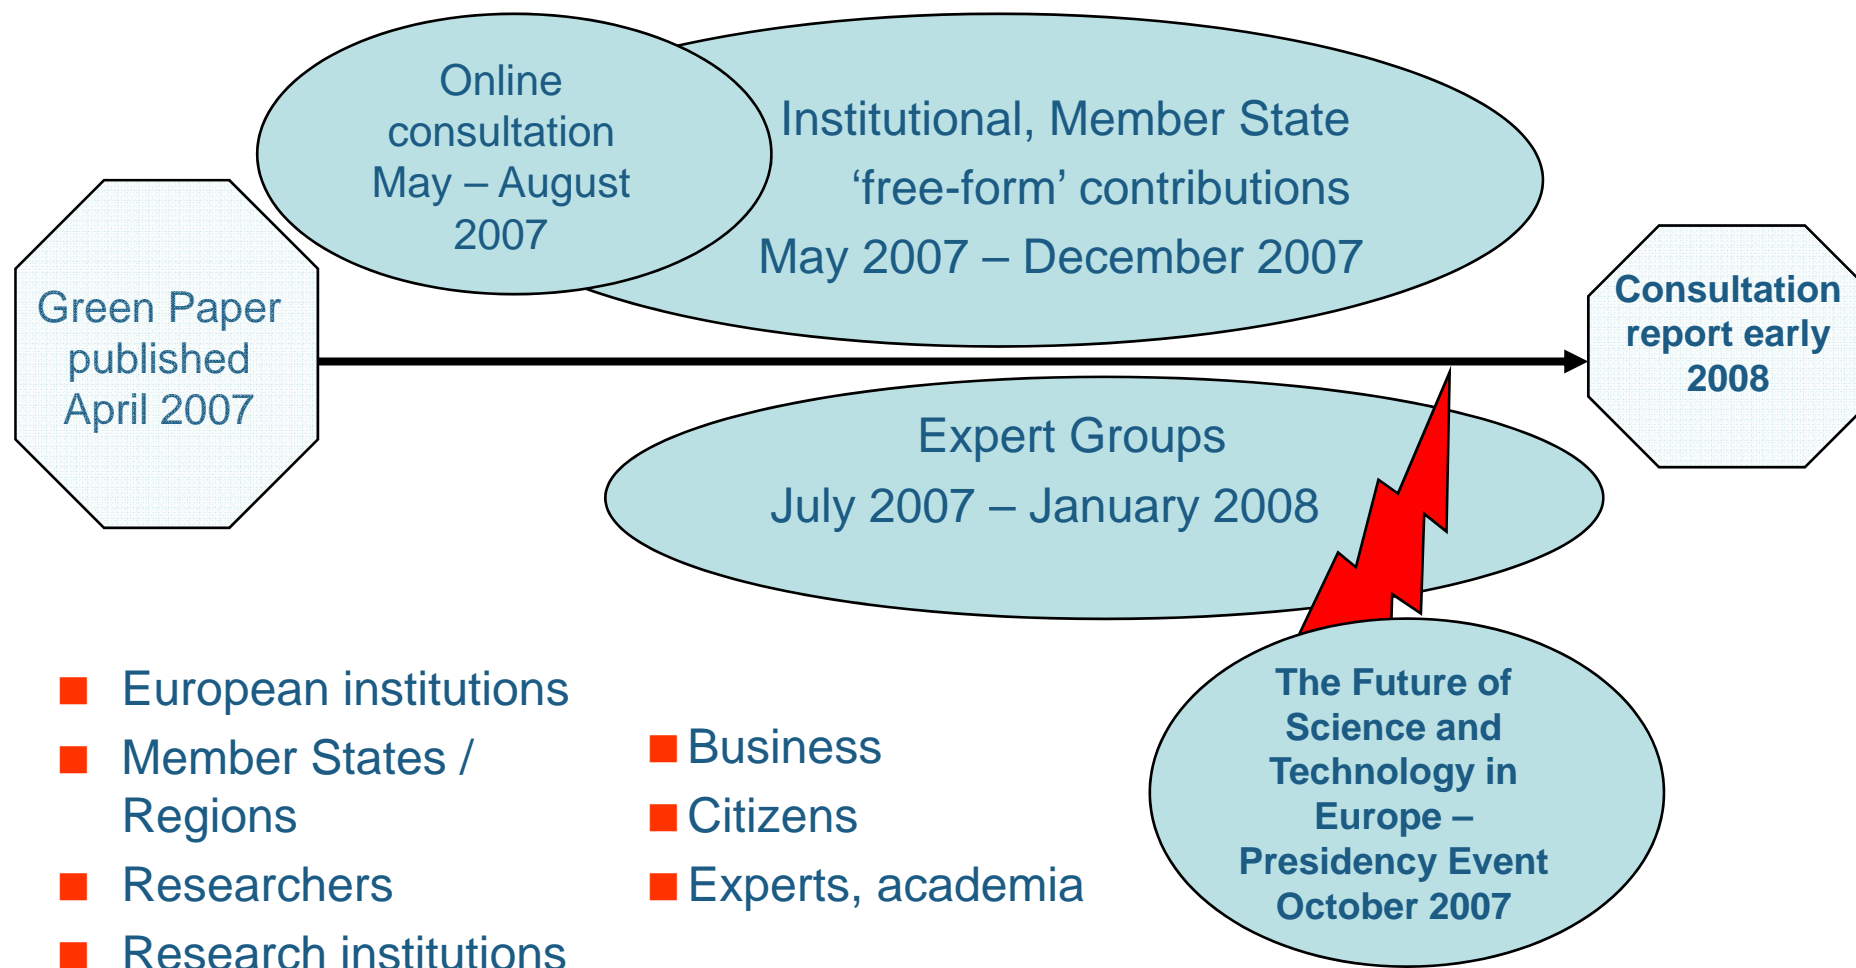 Online
consultation
May – August
2007
Institutional, Member State
‘free-form’ contributions
May 2007 – December 2007
Green Paper
published
April 2007
Consultation
report early
2008
Expert Groups
July 2007 – January 2008
The Future of
Science and
Technology in
Europe –
Presidency Event
October 2007
European institutions
Member States /
Regions
Researchers
Research institutions
Business
Citizens
Experts, academia